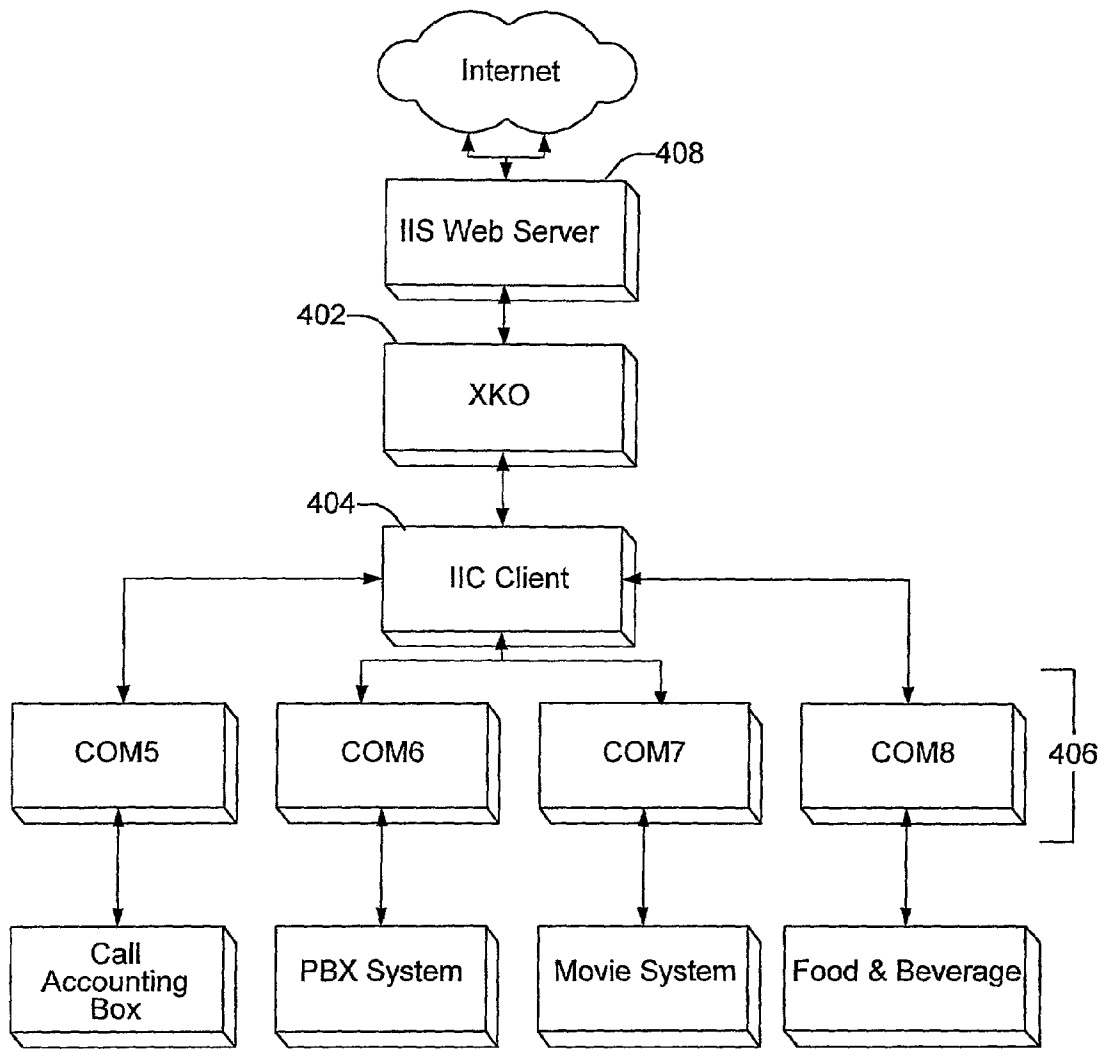 Internet
408
IIS Web Server
402
XKO
404
IIC Client
COM5
COM6
COM7
COM8
406
Call
Accounting
Box
PBX System
Movie System
Food & Beverage